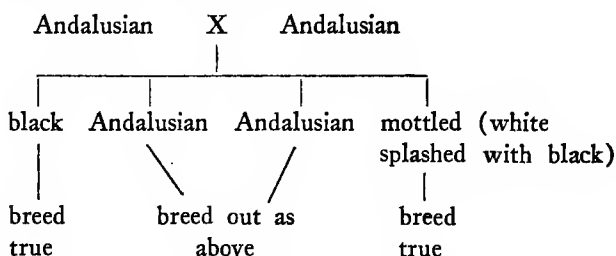 Andalusian X Andalusian
black Andalusian Andalusian mottled (white
splashed with black)
breed breed out as breed
true above true